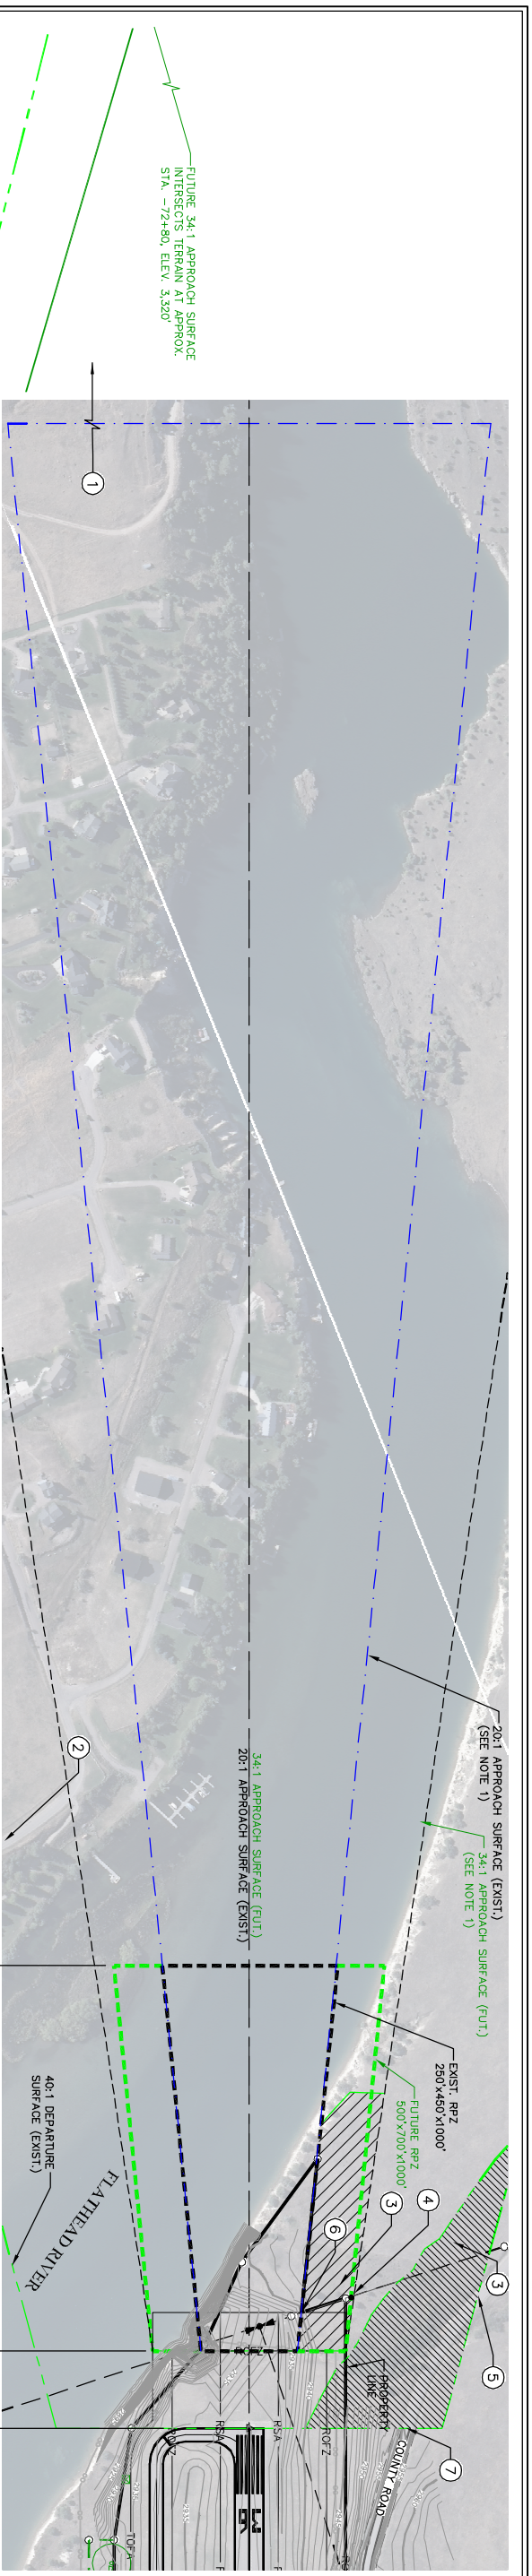 FUTURE 34:1 APPROACH SURFACE
INTERSECTS TERRAIN AT APPROX.
STA. -72+80, ELEV. 3,320'
1
20:1 APPROACH SURFACE (EXIST.)
(SEE NOTE 1)
34:1 APPROACH SURFACE (FUT.)
(SEE NOTE 1)
34:1 APPROACH SURFACE (FUT.)
20:1 APPROACH SURFACE (EXIST.)
2
EXIST. RPZ
250'x450'x1000'
FUTURE RPZ
500'x700'x1000'
40:1 DEPARTURE
SURFACE (EXIST.)
FLATHEAD RIVER
3
4
3
5
6
7
PROPERTY
LINE
COUNTY ROAD
ROFZ
RSA
RSA
ROFZ
TOFA